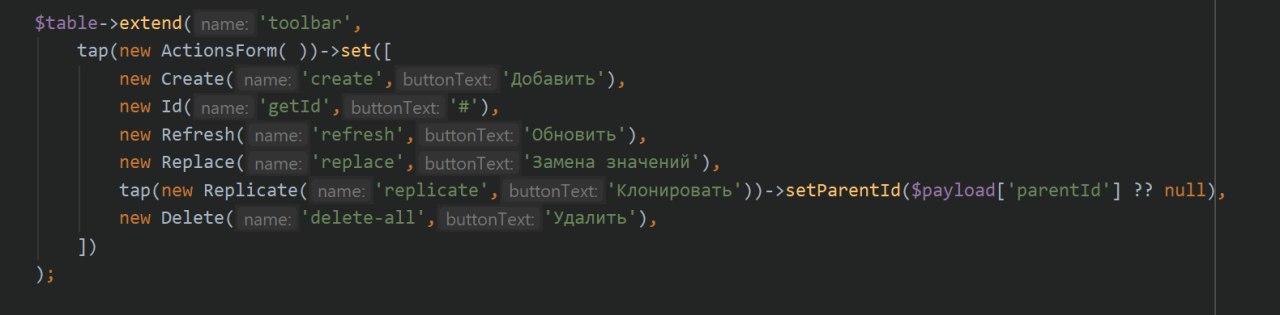 $table->extend( name: 'toolbar',
tap(new ActionsForm( ))->set([
new Create( name: 'create', buttonText: 'Добавить'),
new Id( name: 'getId', buttonText: '#'),
new Refresh( name: 'refresh', buttonText: 'Обновить'),
new Replace( name: 'replace', buttonText: 'Замена значений'),
tap(new Replicate( name: 'replicate', buttonText: 'Клонировать'))->setParentId($payload['parentId'] ?? null),
new Delete( name: 'delete-all', buttonText: 'Удалить'),
])
);